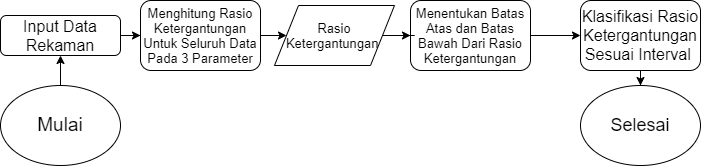 Mulai
Input Data
Rekaman
Menghitung Rasio
Ketergantungan
Untuk Seluruh Data
Pada 3 Parameter
Rasio
Ketergantungan
Menentukan Batas
Atas dan Batas
Bawah Dari Rasio
Ketergantungan
Klasifikasi Rasio
Ketergantungan
Sesuai Interval
Selesai